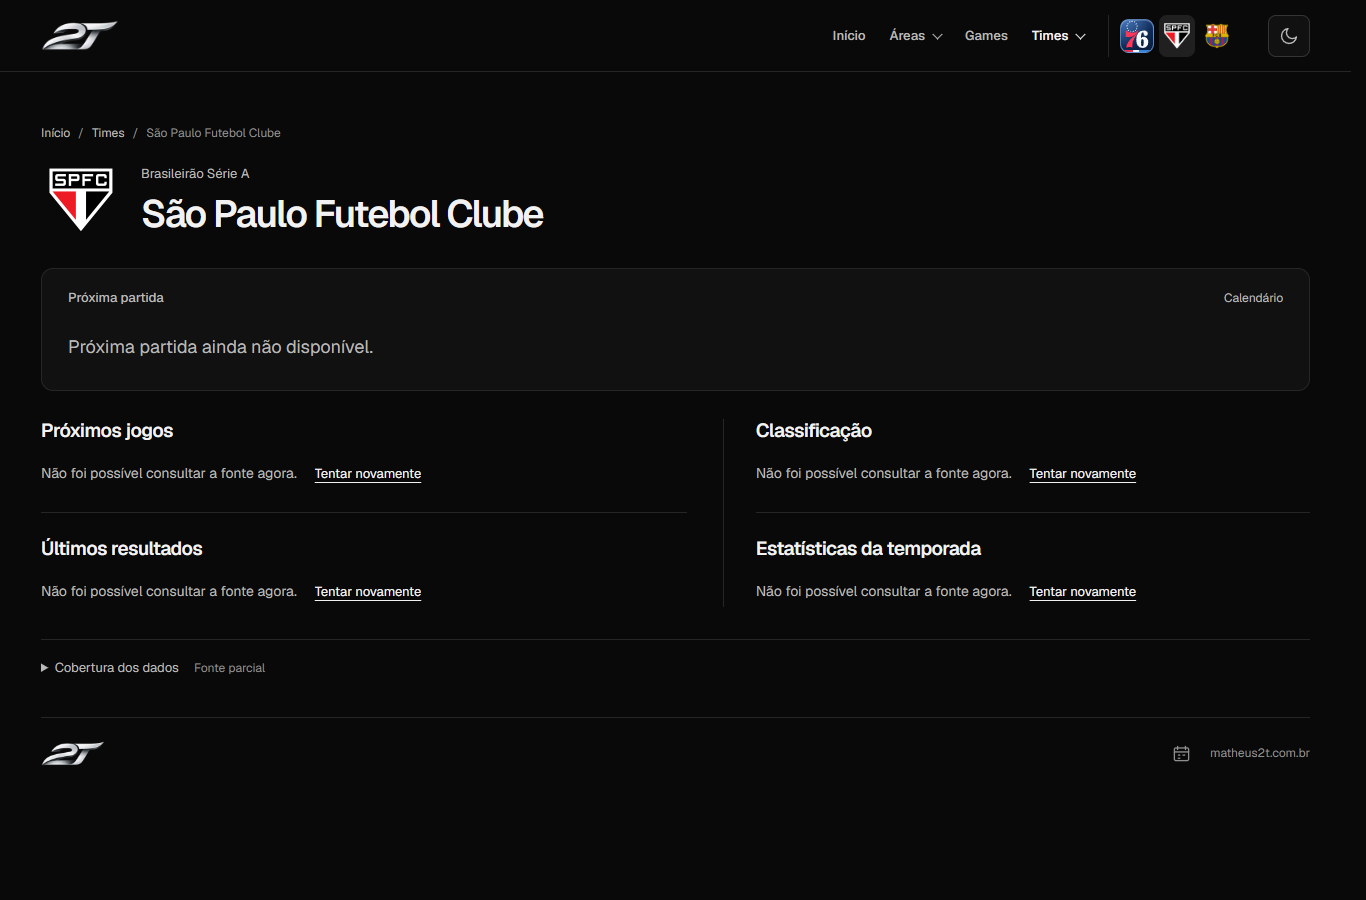 2T
Início Áreas Games Times
76
SPFC
Início / Times / São Paulo Futebol Clube
SPFC
Brasileirão Série A
São Paulo Futebol Clube
Próxima partida Calendário
Próxima partida ainda não disponível.
Próximos jogos
Não foi possível consultar a fonte agora. Tentar novamente
Classificação
Não foi possível consultar a fonte agora. Tentar novamente
Últimos resultados
Não foi possível consultar a fonte agora. Tentar novamente
Estatísticas da temporada
Não foi possível consultar a fonte agora. Tentar novamente
Cobertura dos dados Fonte parcial
2T
matheus2t.com.br